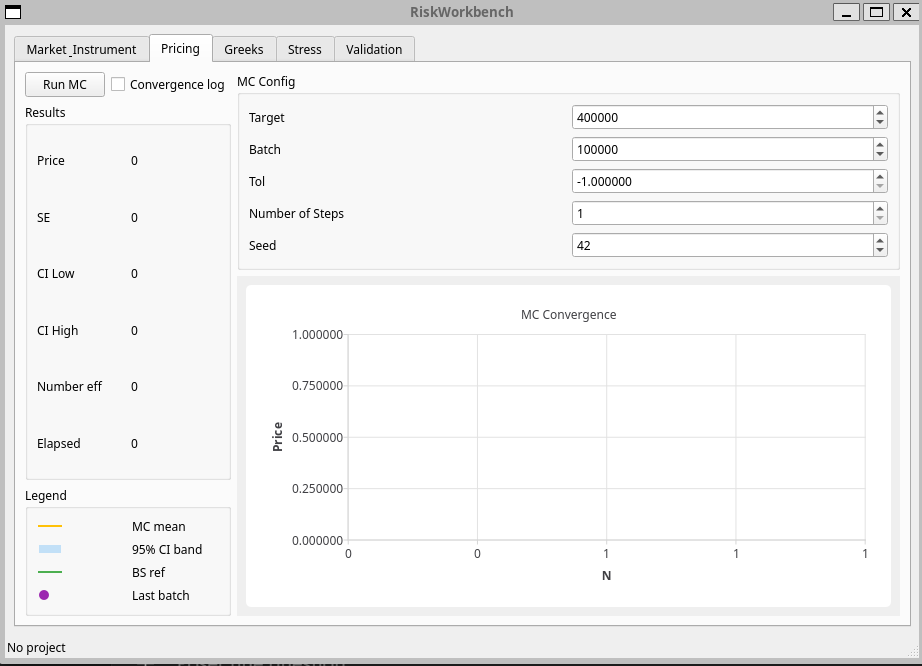 RiskWorkbench
Market_Instrument Pricing Greeks Stress Validation
Run MC Convergence log
Results
Price 0
SE 0
CI Low 0
CI High 0
Number eff 0
Elapsed 0
Legend
MC mean
95% CI band
BS ref
Last batch
MC Config
Target 400000
Batch 100000
Tol -1.000000
Number of Steps 1
Seed 42
MC Convergence
1.000000
0.750000
0.500000
0.250000
0.000000
Price
0 0 1 1 1
N
No project